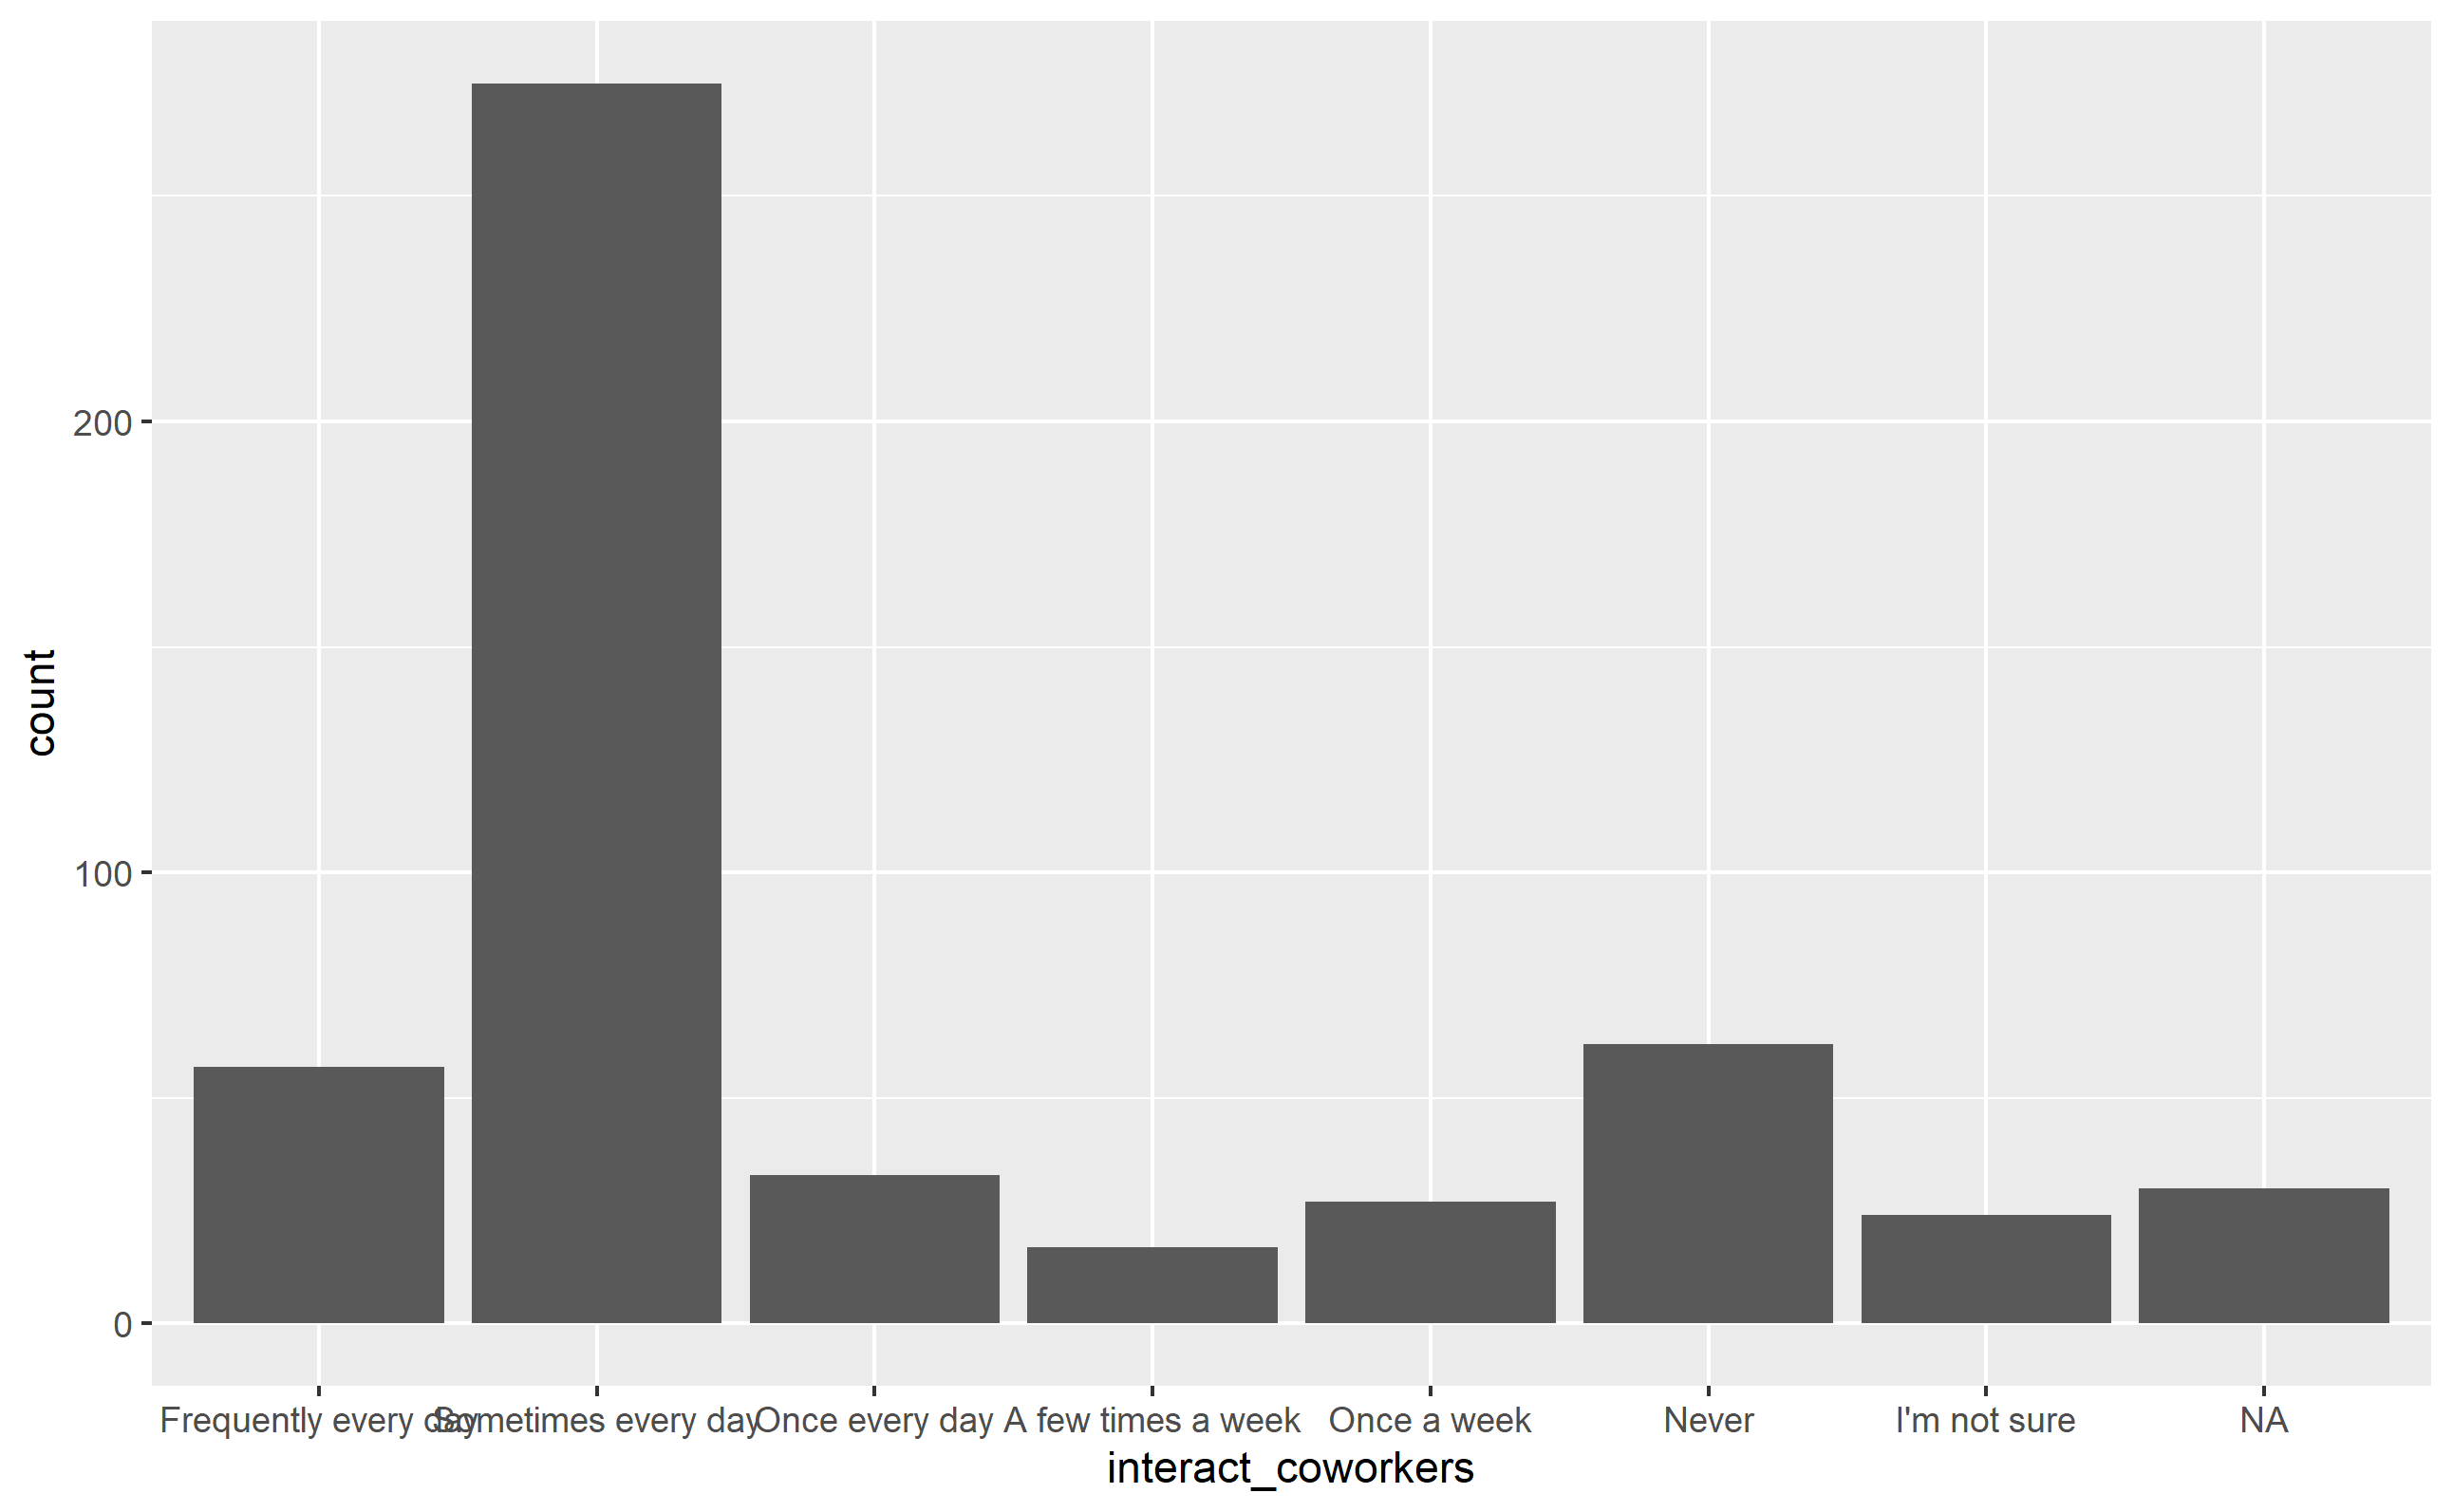 count
200
100
0
Frequently every day Sometimes every day Once every day A few times a week Once a week Never I'm not sure NA
interact_coworkers